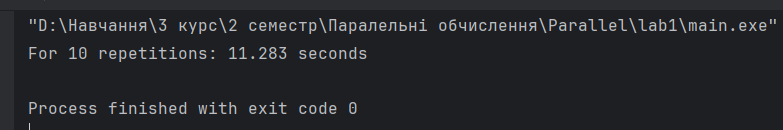 "D:\Навчання\3 курс\2 семестр\Паралельні обчислення\Parallel\lab1\main.exe"
For 10 repetitions: 11.283 seconds
Process finished with exit code 0